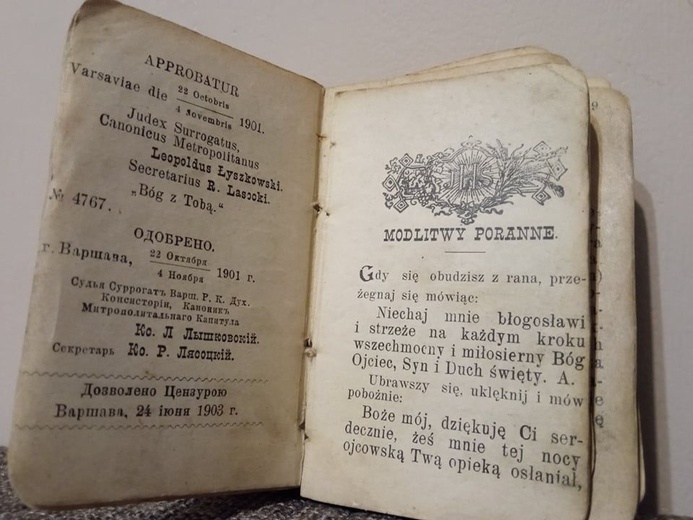 APPROBATUR
Varsaviae die 22 Octobris
4 Novembris 1901.
Judex Surrogatus,
Canonicus Metropolitanus
Leopoldus Łyszkowski.
Secretarius R. Lasocki.
„Bóg z Tobą.“
№ 4767.
ОДОБРЕНО.
г. Варшава, 22 Октября
4 Ноября 1901 г.
Судья Суррогатъ Варш. Р. К. Дух.
Консисторіи, Каноникъ
Митрополитальнаго Капитула
Кс. Л Лышковскій.
Секретарь Кс. Р. Лясоцкій.
Дозволено Цензурою
Варшава, 24 іюня 1903 г.
IHS
MODLITWY PORANNE.
Gdy się obudzisz z rana, prze-
żegnaj się mówiąc:
Niechaj mnie błogosławi
i strzeże na każdym kroku
wszechmocny i miłosierny Bóg
Ojciec, Syn i Duch święty. A.
Ubrawszy się, uklęknij i mów
pobożnie:
Boże mój, dziękuję Ci ser-
decznie, żeś mnie tej nocy
ojcowską Twą opieką osłaniał,
9